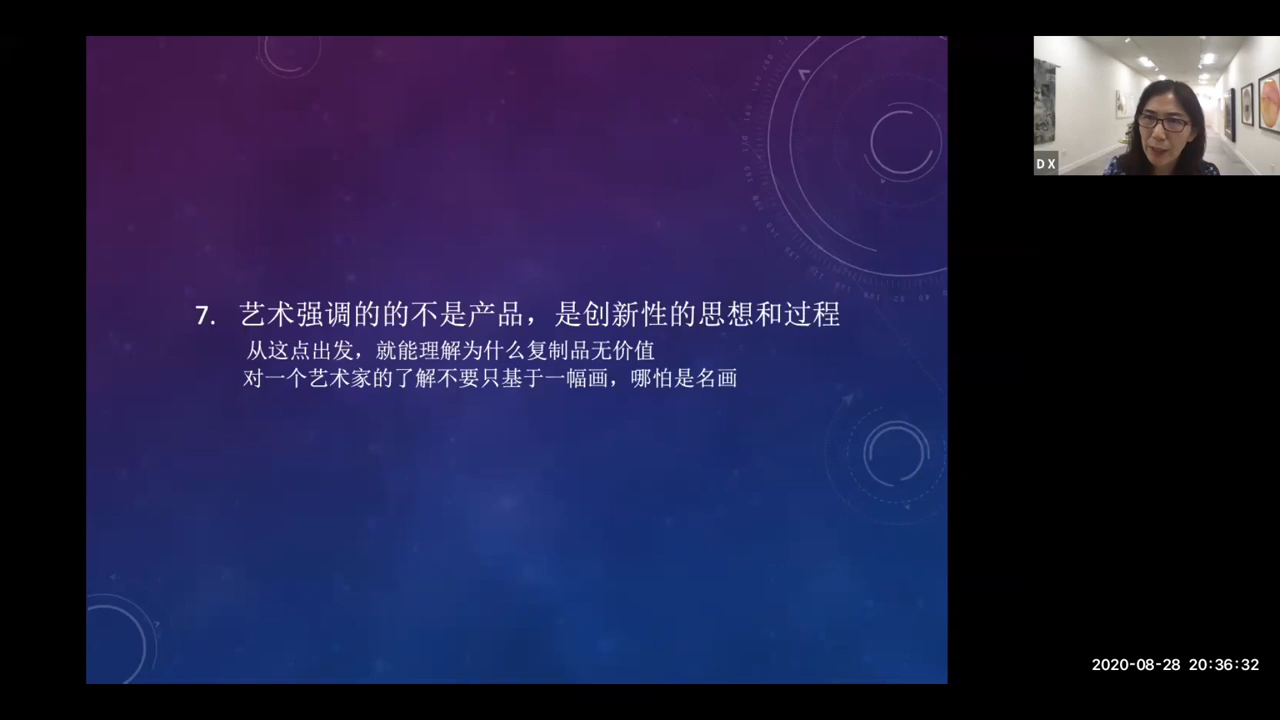 7. 艺术强调的的不是产品，是创新性的思想和过程
从这点出发，就能理解为什么复制品无价值
对一个艺术家的了解不要只基于一幅画，哪怕是名画
D X
2020-08-28 20:36:32